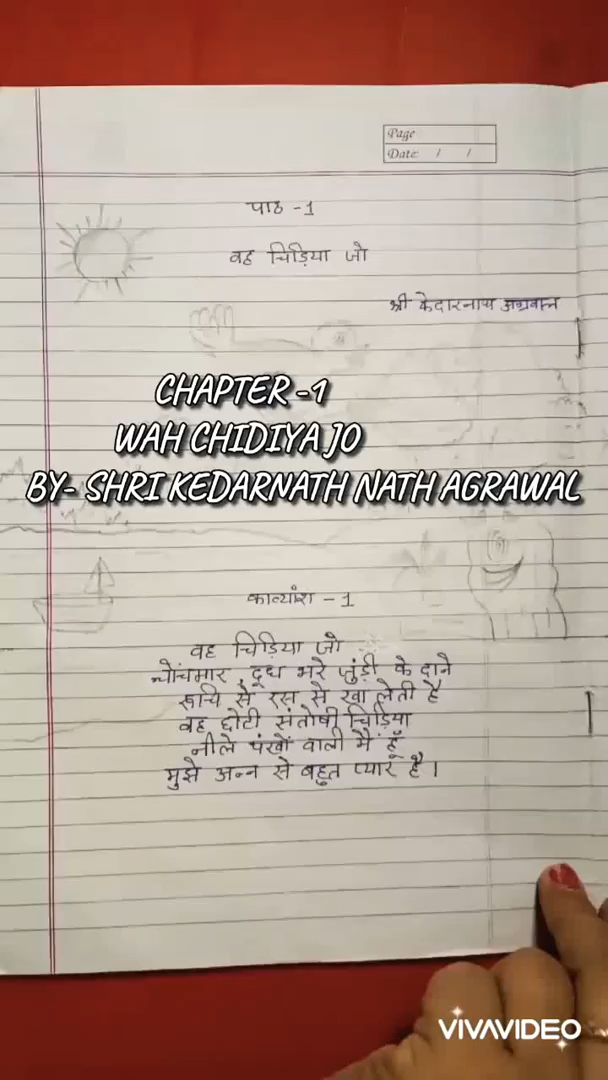 Page
Date: / /
पाठ -1
वह चिड़िया जो
श्री केदारनाथ अग्रवाल
CHAPTER -1
WAH CHIDIYA JO
BY- SHRI KEDARNATH NATH AGRAWAL
काव्यांश -1
वह चिड़िया जो
चोंचमार, दूध भरे जुंड़ी के दाने
रूचि से रस से खा लेती है
वह छोटी संतोषी चिड़िया
नीले पंखों वाली मैं हूँ
मुझे अन्न से बहुत प्यार है।
VIVAVIDEO